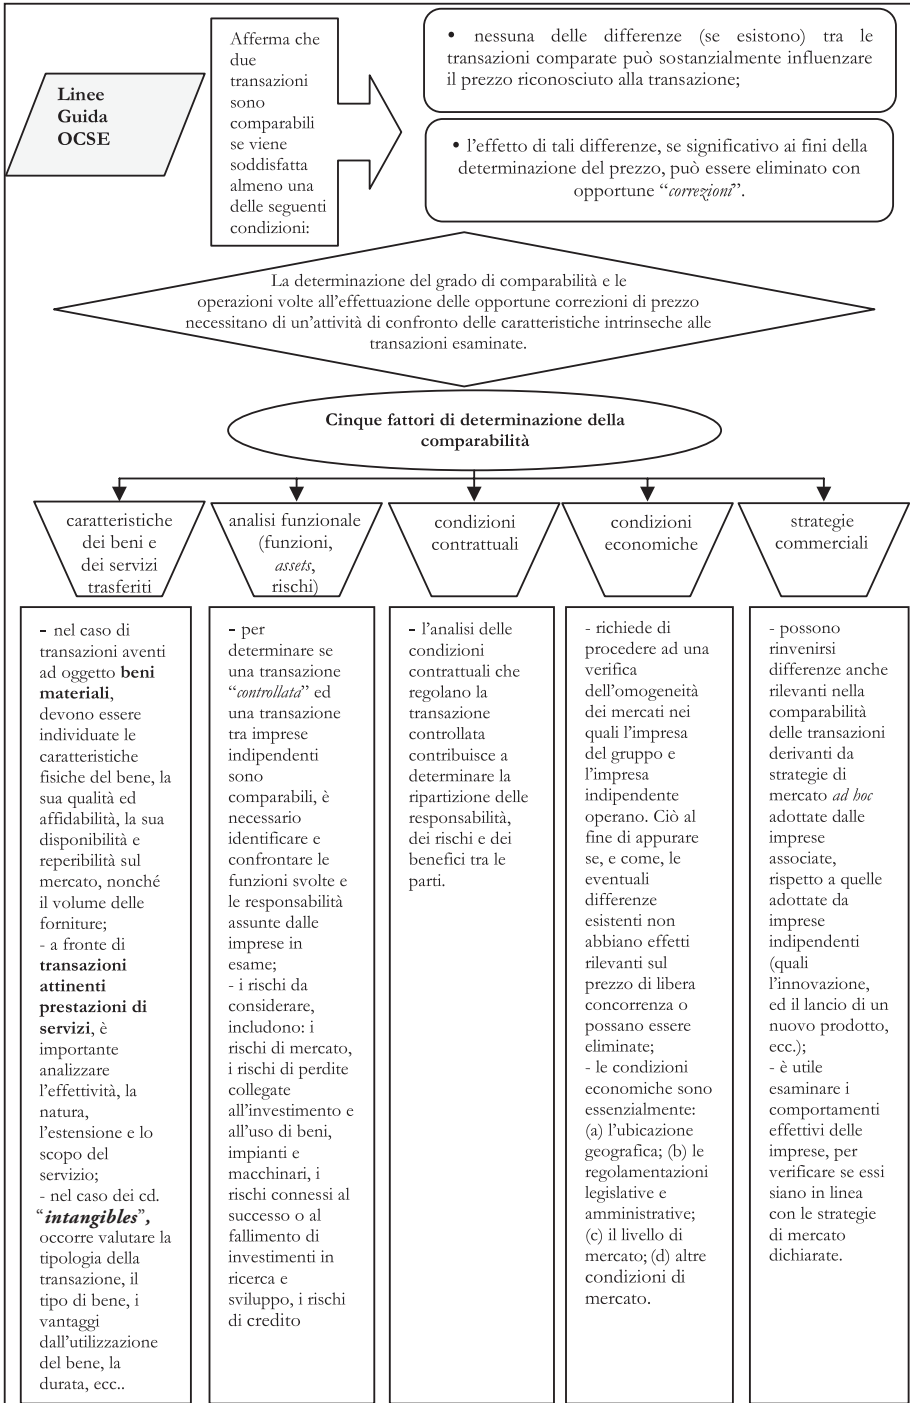 Linee
Guida
OCSE
Afferma che
due
transazioni
sono
comparabili
se viene
soddisfatta
almeno una
delle seguenti
condizioni:
• nessuna delle differenze (se esistono) tra le
transazioni comparate può sostanzialmente influenzare
il prezzo riconosciuto alla transazione;
• l'effetto di tali differenze, se significativo ai fini della
determinazione del prezzo, può essere eliminato con
opportune “correzioni”.
La determinazione del grado di comparabilità e le
operazioni volte all'effettuazione delle opportune correzioni di prezzo
necessitano di un'attività di confronto delle caratteristiche intrinseche alle
transazioni esaminate.
Cinque fattori di determinazione della
comparabilità
caratteristiche
dei beni e
dei servizi
trasferiti
analisi funzionale
(funzioni,
assets,
rischi)
condizioni
contrattuali
condizioni
economiche
strategie
commerciali
- nel caso di
transazioni aventi
ad oggetto beni
materiali,
devono essere
individuate le
caratteristiche
fisiche del bene, la
sua qualità ed
affidabilità, la sua
disponibilità e
reperibilità sul
mercato, nonché
il volume delle
forniture;
- a fronte di
transazioni
attinenti
prestazioni di
servizi, è
importante
analizzare
l'effettività, la
natura,
l'estensione e lo
scopo del
servizio;
- nel caso dei cd.
“intangibles”,
occorre valutare la
tipologia della
transazione, il
tipo di bene, i
vantaggi
dall'utilizzazione
del bene, la
durata, ecc..
- per
determinare se
una transazione
“controllata” ed
una transazione
tra imprese
indipendenti
sono
comparabili, è
necessario
identificare e
confrontare le
funzioni svolte e
le responsabilità
assunte dalle
imprese in
esame;
- i rischi da
considerare,
includono: i
rischi di mercato,
i rischi di perdite
collegate
all'investimento e
all'uso di beni,
impianti e
macchinari, i
rischi connessi al
successo o al
fallimento di
investimenti in
ricerca e
sviluppo, i rischi
di credito
- l'analisi delle
condizioni
contrattuali che
regolano la
transazione
controllata
contribuisce a
determinare la
ripartizione delle
responsabilità,
dei rischi e dei
benefici tra le
parti.
- richiede di
procedere ad una
verifica
dell'omogeneità
dei mercati nei
quali l'impresa
del gruppo e
l'impresa
indipendente
operano. Ciò al
fine di appurare
se, e come, le
eventuali
differenze
esistenti non
abbiano effetti
rilevanti sul
prezzo di libera
concorrenza o
possano essere
eliminate;
- le condizioni
economiche sono
essenzialmente:
(a) l'ubicazione
geografica; (b) le
regolamentazioni
legislative e
amministrative;
(c) il livello di
mercato; (d) altre
condizioni di
mercato.
- possono
rinvenirsi
differenze anche
rilevanti nella
comparabilità
delle transazioni
derivanti da
strategie di
mercato ad hoc
adottate dalle
imprese
associate,
rispetto a quelle
adottate da
imprese
indipendenti
(quali
l'innovazione,
ed il lancio di un
nuovo prodotto,
ecc.);
- è utile
esaminare i
comportamenti
effettivi delle
imprese, per
verificare se essi
siano in linea
con le strategie
di mercato
dichiarate.